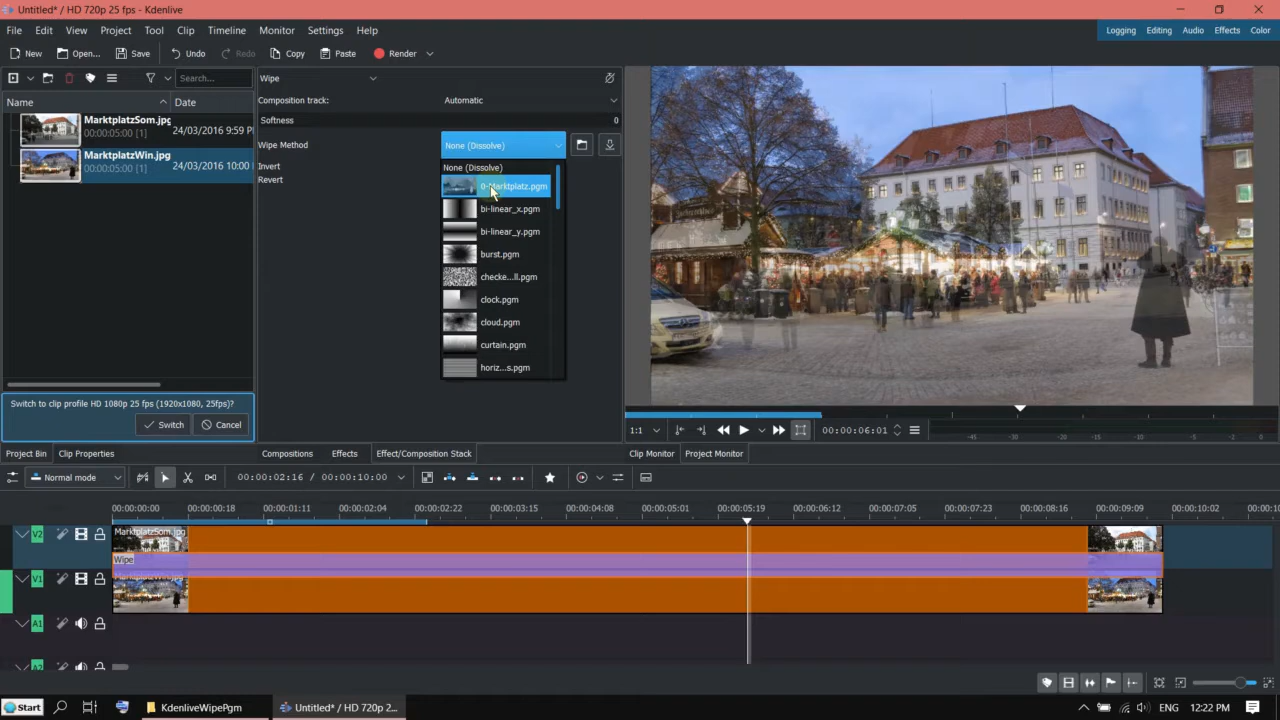 Untitled* / HD 720p 25 fps - Kdenlive
File Edit View Project Tool Clip Timeline Monitor Settings Help
Logging Editing Audio Effects Color
New Open... Save Undo Redo Copy Paste Render
Search...
Name Date
MarktplatzSom.jpg
00:00:05:00 [1]
24/03/2016 9:59 P
MarktplatzWin.jpg
00:00:05:00 [1]
24/03/2016 10:00
Switch to clip profile HD 1080p 25 fps (1920x1080, 25fps)?
Switch Cancel
Project Bin Clip Properties
Wipe
Composition track: Automatic
Softness 0
Wipe Method None (Dissolve)
Invert
Revert
None (Dissolve)
0-Marktplatz.pgm
bi-linear_x.pgm
bi-linear_y.pgm
burst.pgm
checke...ll.pgm
clock.pgm
cloud.pgm
curtain.pgm
horiz...s.pgm
Compositions Effects Effect/Composition Stack
1:1 00:00:06:01 -45 -30 -20 -15 -10 -5 -2 0
Clip Monitor Project Monitor
Normal mode 00:00:02:16 / 00:00:10:00
00:00:00:00 00:00:00:18 00:00:01:11 00:00:02:04 00:00:02:22 00:00:03:15 00:00:04:08 00:00:05:01 00:00:05:19 00:00:06:12 00:00:07:05 00:00:07:23 00:00:08:16 00:00:09:09 00:00:10:02 00:00:10
V2 MarktplatzSom.jpg
Wipe
V1 MarktplatzWin.jpg
A1
A2
Start KdenliveWipePgm Untitled* / HD 720p 2... ENG 12:22 PM